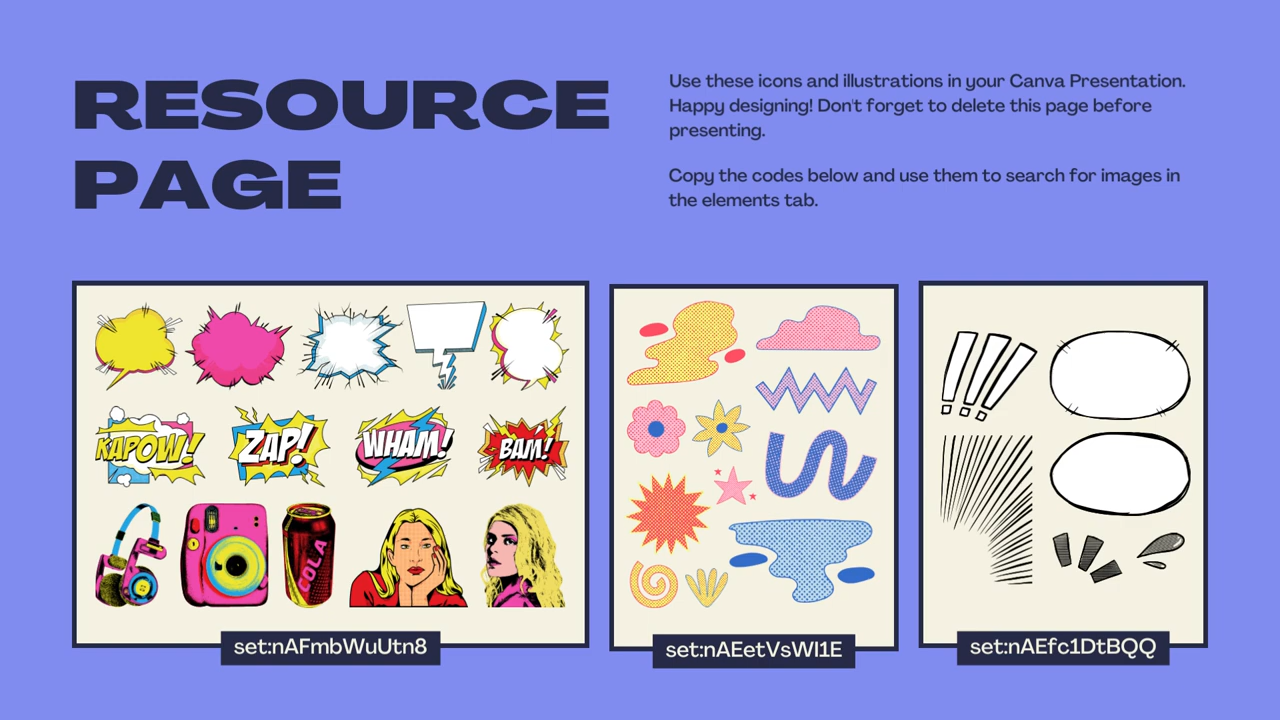 RESOURCE
PAGE
Use these icons and illustrations in your Canva Presentation.
Happy designing! Don't forget to delete this page before
presenting.
Copy the codes below and use them to search for images in
the elements tab.
KAPOW!
ZAP!
WHAM!
BAM!
COLA
set:nAFmbWuUtn8
set:nAEetVsWI1E
set:nAEfc1DtBQQ